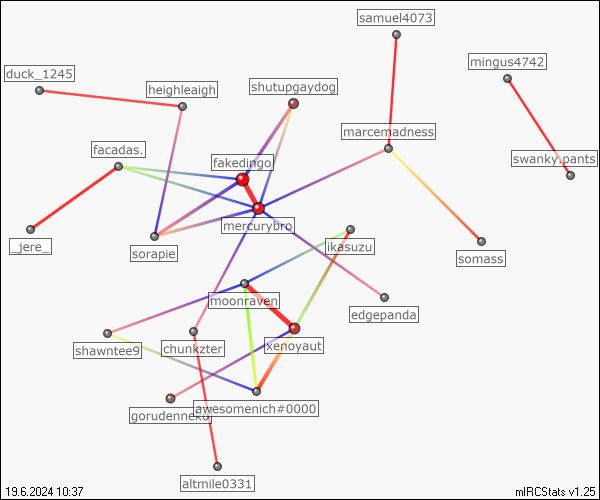 samuel4073
mingus4742
duck_1245
heighleaigh
shutupgaydog
marcemadness
facadas.
fakedingo
swanky.pants
mercurybro
_jere_
sorapie
ikasuzu
somass
moonraven
edgepanda
xenoyaut
shawntee9
chunkzter
gorudenneko
awesomenich#0000
altmile0331
19.6.2024 10:37
mIRCStats v1.25